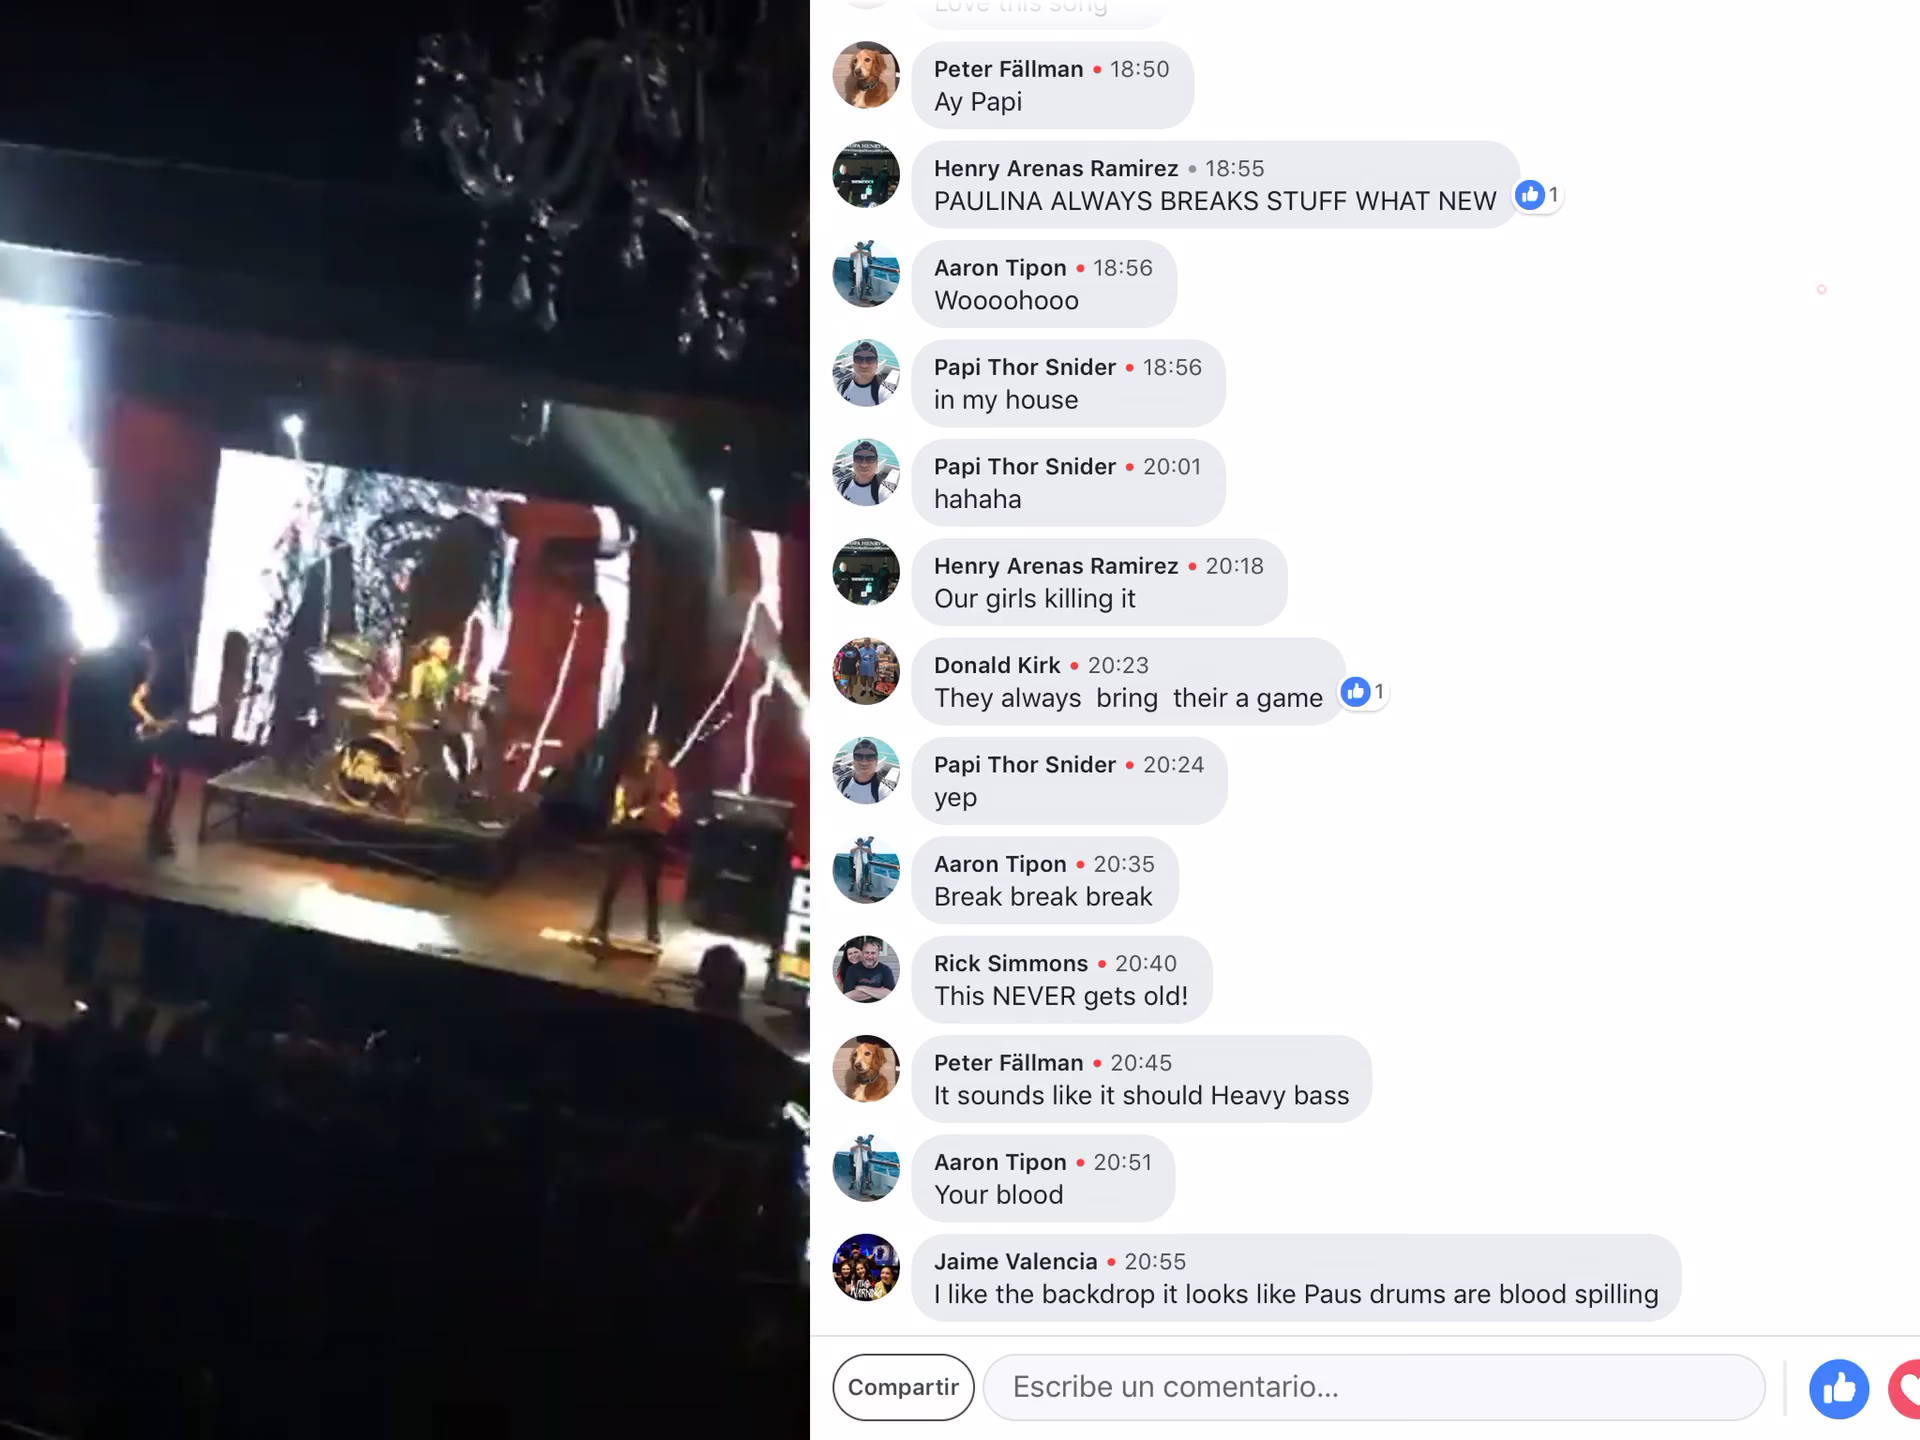 Love this song
Peter Fällman • 18:50
Ay Papi
Henry Arenas Ramirez • 18:55
PAULINA ALWAYS BREAKS STUFF WHAT NEW
1
Aaron Tipon • 18:56
Woooohooo
Papi Thor Snider • 18:56
in my house
Papi Thor Snider • 20:01
hahaha
Henry Arenas Ramirez • 20:18
Our girls killing it
Donald Kirk • 20:23
They always  bring  their a game
1
Papi Thor Snider • 20:24
yep
Aaron Tipon • 20:35
Break break break
Rick Simmons • 20:40
This NEVER gets old!
Peter Fällman • 20:45
It sounds like it should Heavy bass
Aaron Tipon • 20:51
Your blood
Jaime Valencia • 20:55
I like the backdrop it looks like Paus drums are blood spilling
Compartir
Escribe un comentario...